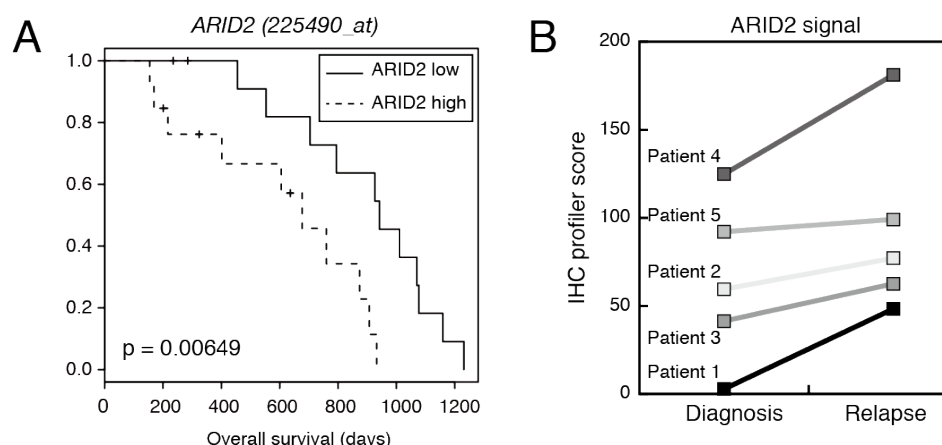 A
ARID2 (225490_at)
ARID2 low
ARID2 high
1.0
0.8
0.6
0.4
0.2
0.0
p = 0.00649
0 200 400 600 800 1000 1200
Overall survival (days)
B
ARID2 signal
IHC profiler score
200
150
100
50
0
Patient 4
Patient 5
Patient 2
Patient 3
Patient 1
Diagnosis Relapse